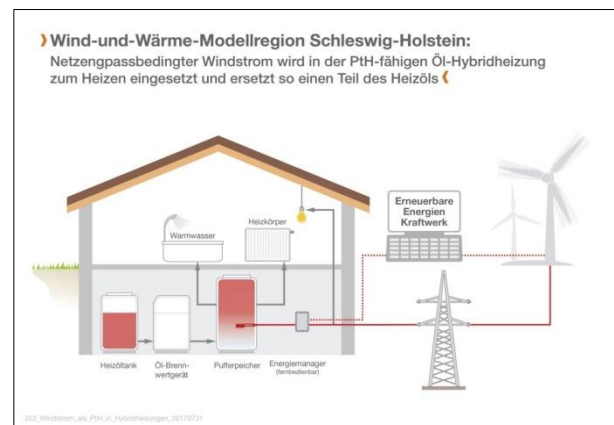 Wind-und-Wärme-Modellregion Schleswig-Holstein:
Netzengpassbedingter Windstrom wird in der PtH-fähigen Öl-Hybridheizung
zum Heizen eingesetzt und ersetzt so einen Teil des Heizöls
Erneuerbare
Energien
Kraftwerk
Warmwasser
Heizkörper
Heizöltank
Öl-Brenn-
wertgerät
Pufferpeicher
Energiemanager
(fernbedienbar)
253_Windstrom_als_PtH_in_Hybridheizungen_20170731